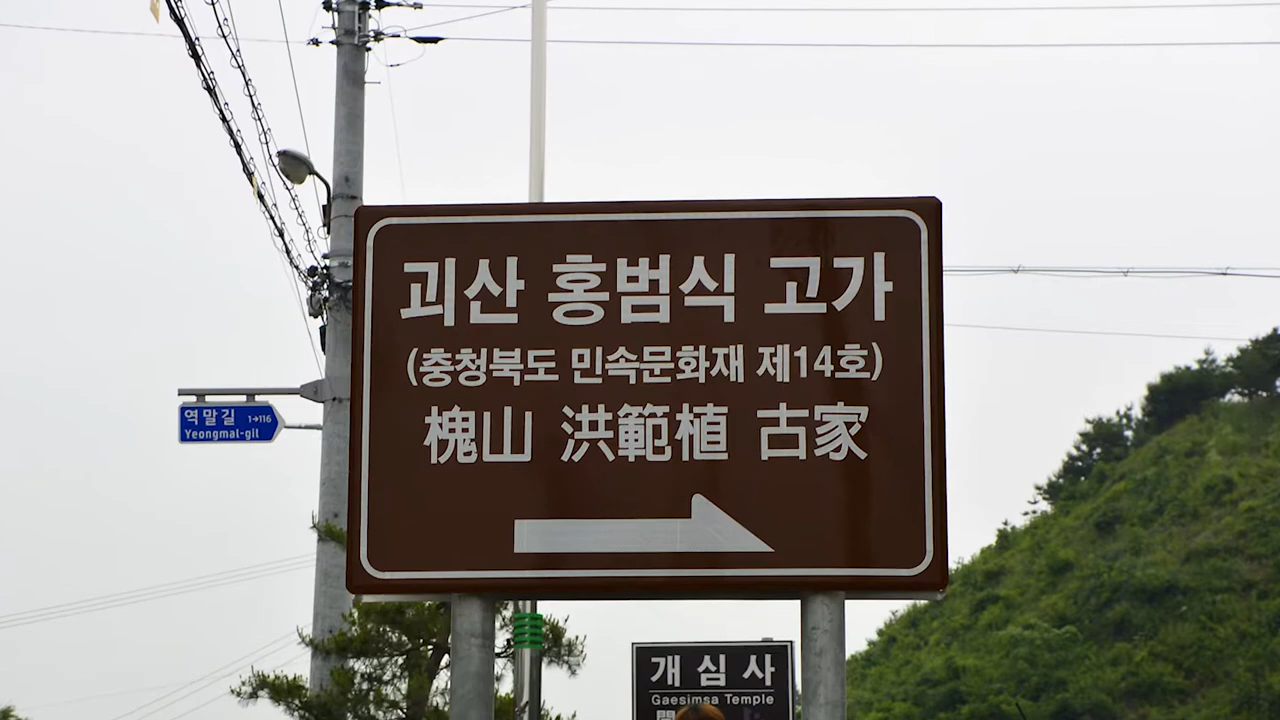 괴산 홍범식 고가
(충청북도 민속문화재 제14호)
槐山 洪範植 古家
역말길 1→116
Yeongmal-gil
개심사
Gaesimsa Temple